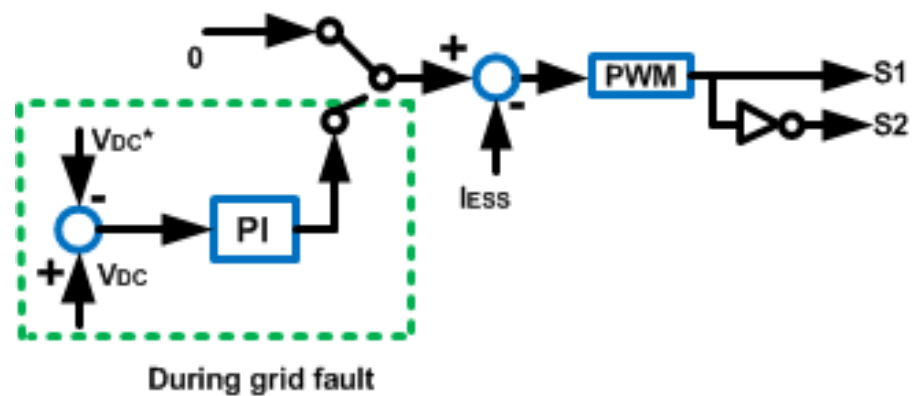 0
+
-
PWM
S1
S2
IESS
VDC*
-
PI
+
VDC
During grid fault